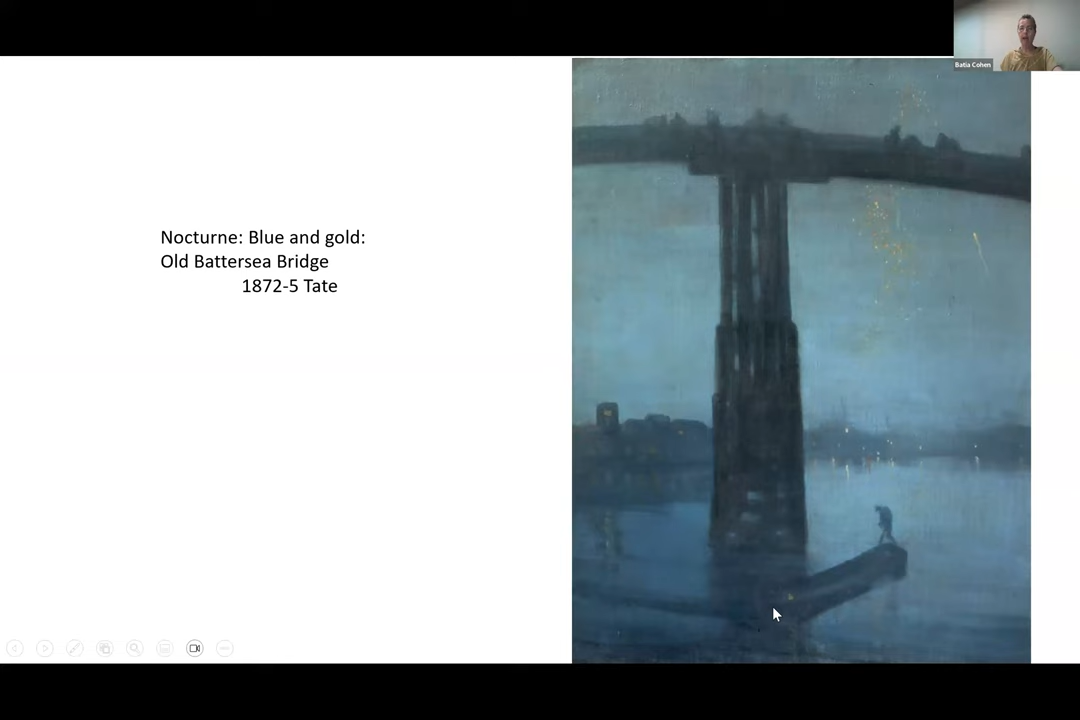 Batia Cohen
Nocturne: Blue and gold:
Old Battersea Bridge
1872-5 Tate